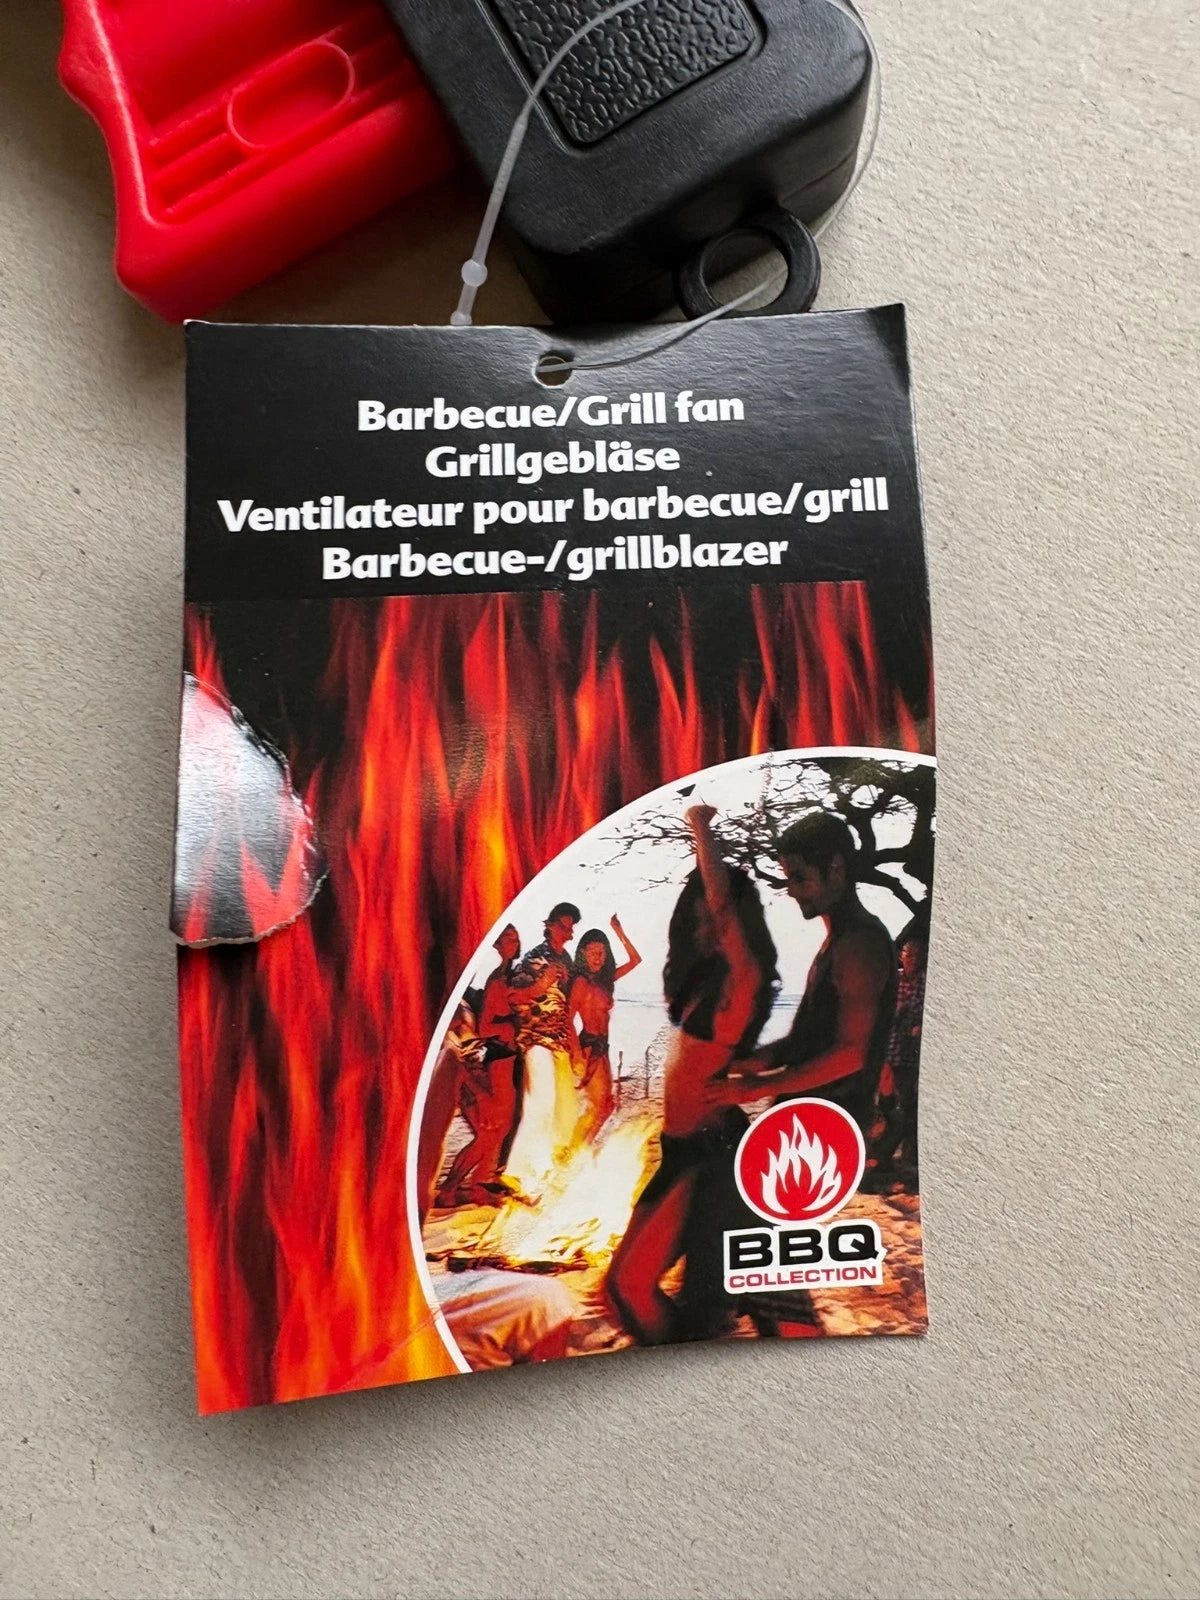 Barbecue/Grill fan
Grillgebläse
Ventilateur pour barbecue/grill
Barbecue-/grillblazer
BBQ
COLLECTION